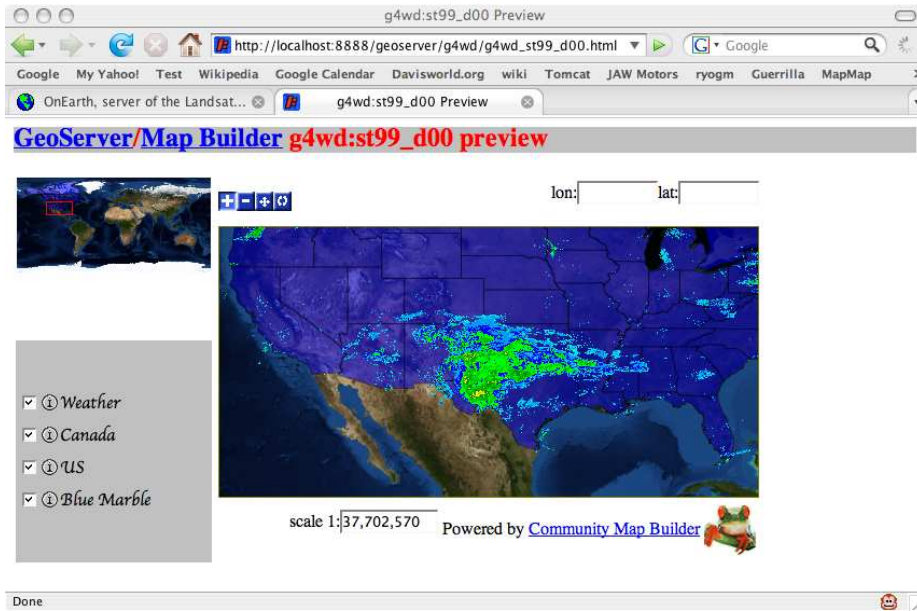 g4wd:st99_d00 Preview
http://localhost:8888/geoserver/g4wd/g4wd_st99_d00.html
G Google
Google My Yahoo! Test Wikipedia Google Calendar Davisworld.org wiki Tomcat JAW Motors ryogm Guerrilla MapMap
OnEarth, server of the Landsat... g4wd:st99_d00 Preview
GeoServer/Map Builder g4wd:st99_d00 preview
lon: lat:
Weather
Canada
US
Blue Marble
scale 1:37,702,570 Powered by Community Map Builder
Done